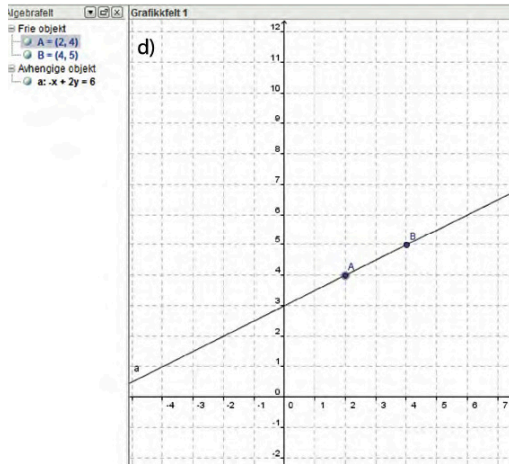 Algebrafelt
Grafikkfelt 1
Frie objekt
A = (2, 4)
B = (4, 5)
Avhengige objekt
a: -x + 2y = 6
d)
12
11
10
9
8
7
6
5
4
3
2
1
0
-1
-2
-4
-3
-2
-1
0
1
2
3
4
5
6
7
A
B
a